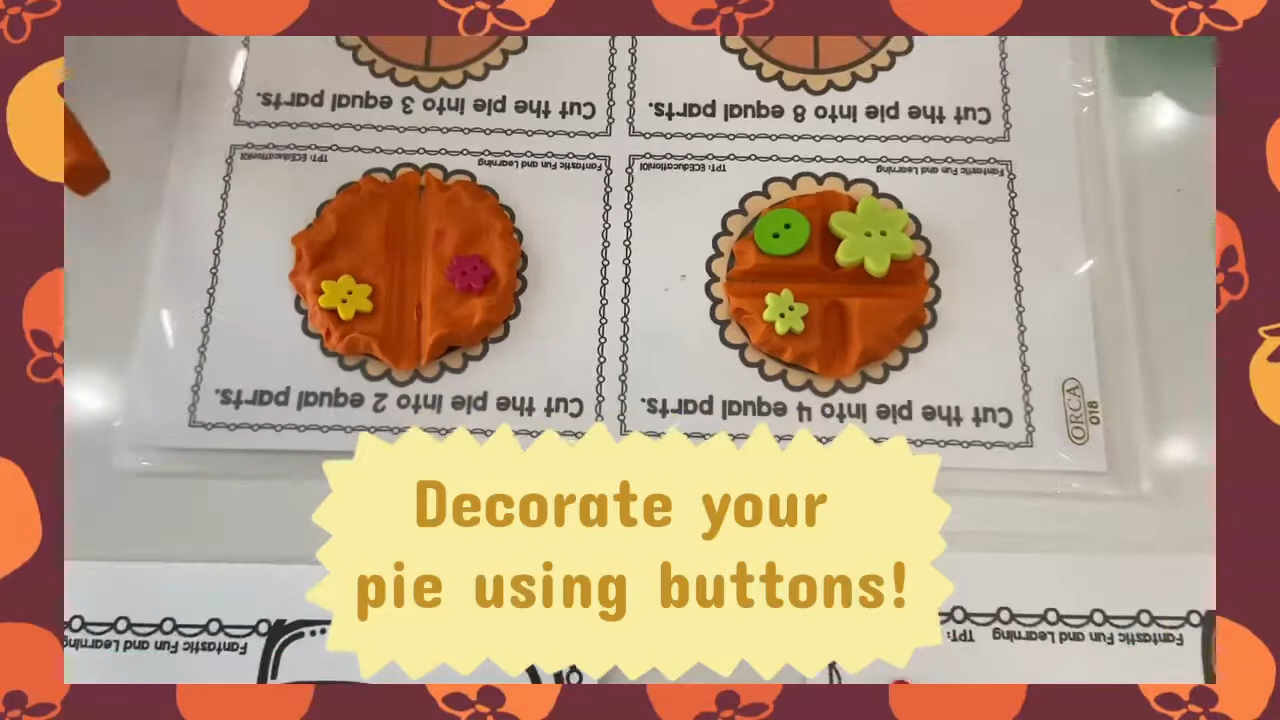 Cut the pie into 3 equal parts.
Cut the pie into 8 equal parts.
Fantastic Fun and Learning
TPT: ECEducation101
Fantastic Fun and Learning
TPT: ECEducation101
Cut the pie into 2 equal parts.
Cut the pie into 4 equal parts.
ORCA
018
Decorate your
pie using buttons!
Fantastic Fun and Learning
TPT:
Fantastic Fun and Learning